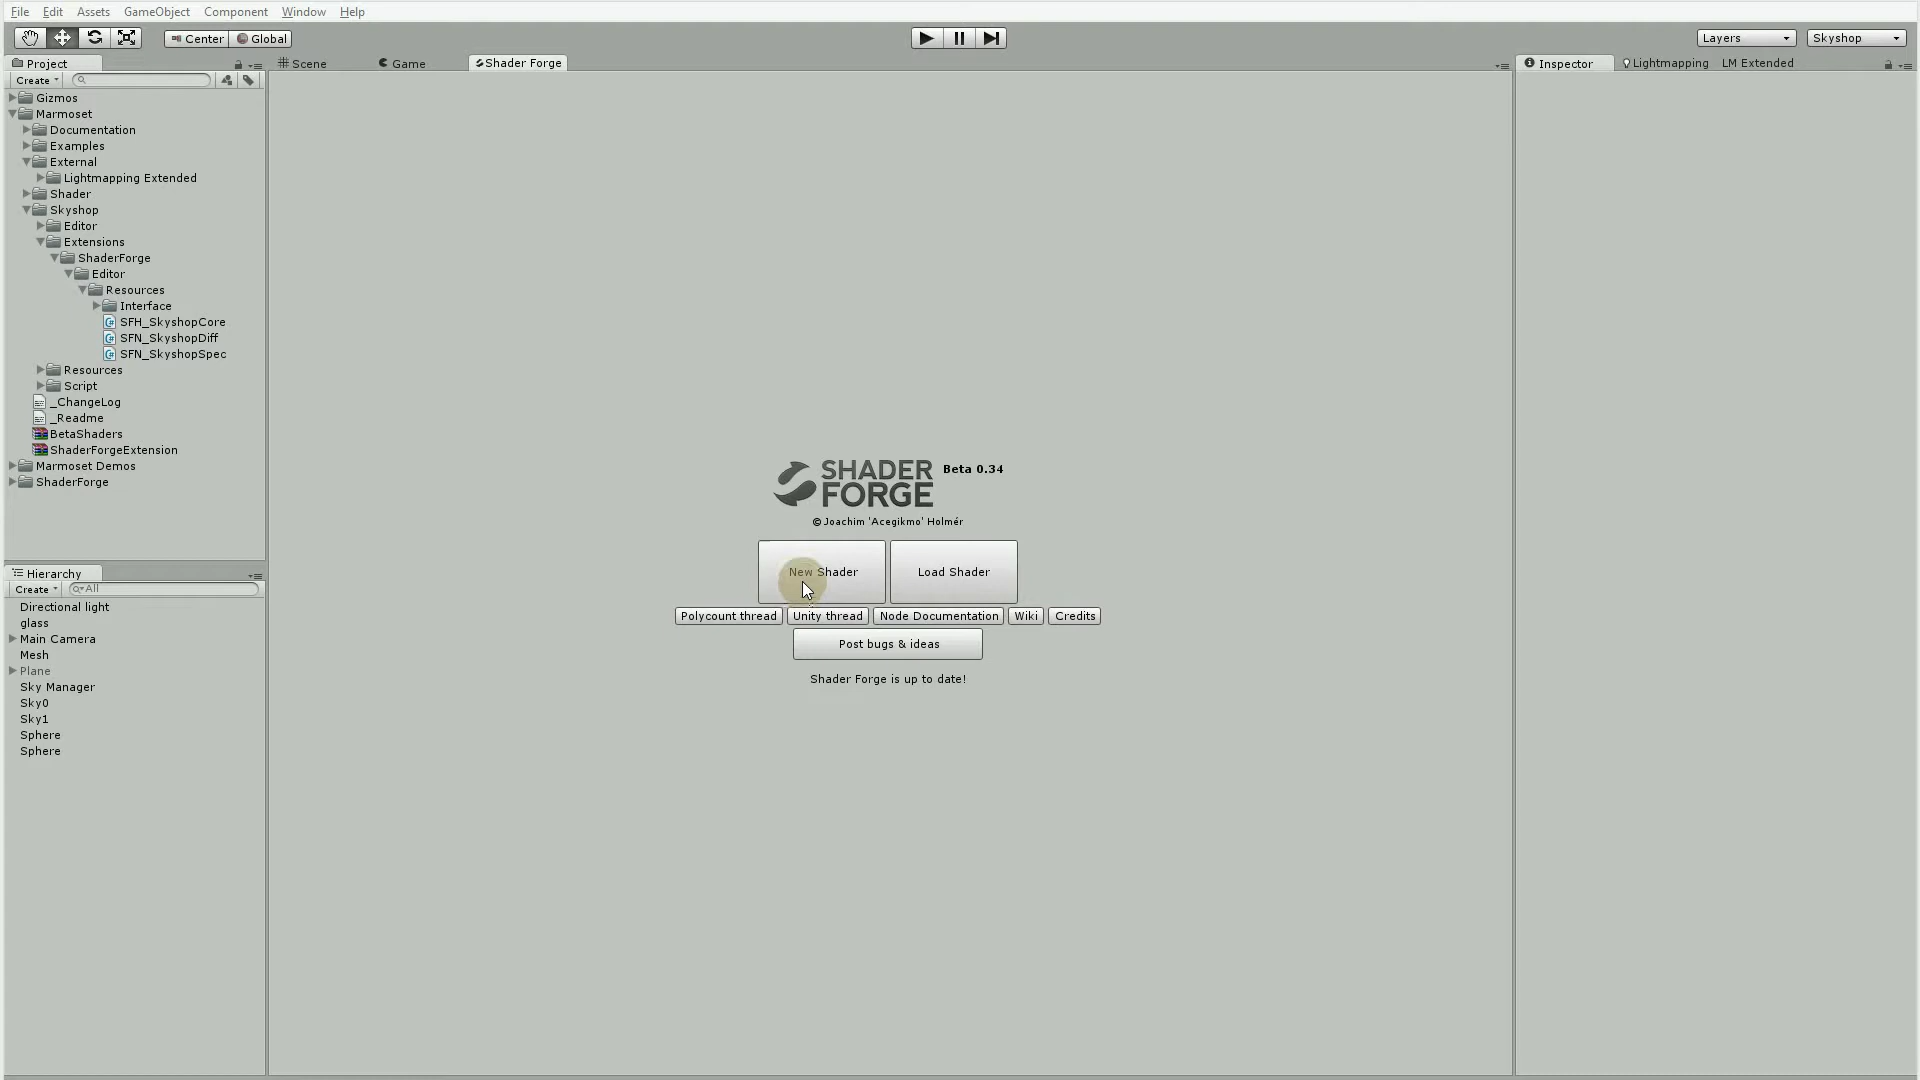 File Edit Assets GameObject Component Window Help
Center Global Layers Skyshop
Project
Create
Gizmos
Marmoset
Documentation
Examples
External
Lightmapping Extended
Shader
Skyshop
Editor
Extensions
ShaderForge
Editor
Resources
Interface
SFH_SkyshopCore
SFN_SkyshopDiff
SFN_SkyshopSpec
Resources
Script
_ChangeLog
_Readme
BetaShaders
ShaderForgeExtension
Marmoset Demos
ShaderForge
Hierarchy
Create All
Directional light
glass
Main Camera
Mesh
Plane
Sky Manager
Sky0
Sky1
Sphere
Sphere
Scene Game Shader Forge
SHADER FORGE Beta 0.34
© Joachim 'Acegikmo' Holmér
New Shader Load Shader
Polycount thread Unity thread Node Documentation Wiki Credits
Post bugs & ideas
Shader Forge is up to date!
Inspector Lightmapping LM Extended